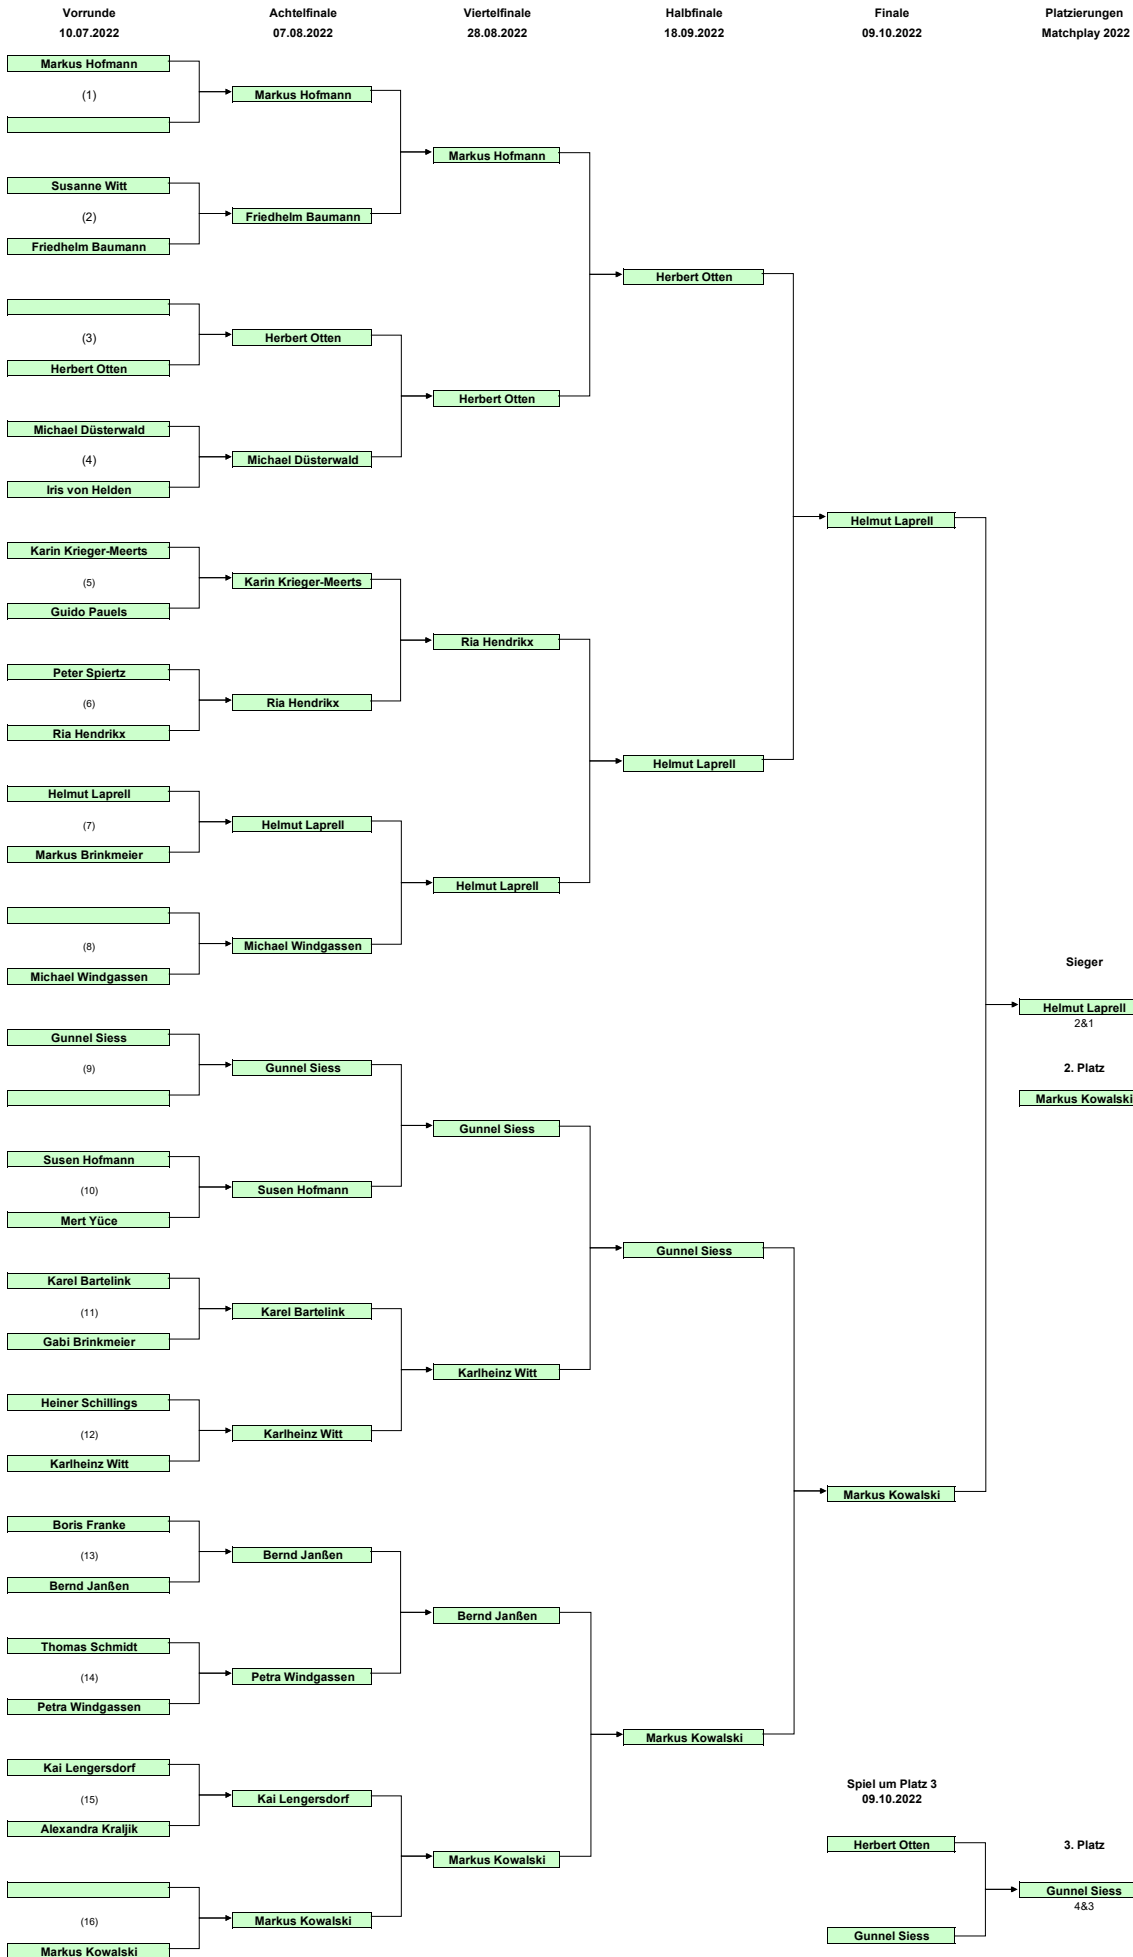 Vorrunde Achtelfinale Viertelfinale Halbfinale Finale Platzierungen
10.07.2022 07.08.2022 28.08.2022 18.09.2022 09.10.2022 Matchplay 2022
Markus Hofmann
(1) Markus Hofmann
Markus Hofmann
Susanne Witt
(2) Friedhelm Baumann
Friedhelm Baumann
Herbert Otten
(3) Herbert Otten
Herbert Otten
Herbert Otten
Michael Düsterwald
(4) Michael Düsterwald
Iris von Helden
Helmut Laprell
Karin Krieger-Meerts
(5) Karin Krieger-Meerts
Guido Pauels
Ria Hendrikx
Peter Spiertz
(6) Ria Hendrikx
Ria Hendrikx
Helmut Laprell
Helmut Laprell
(7) Helmut Laprell
Markus Brinkmeier
Helmut Laprell
(8) Michael Windgassen
Michael Windgassen
Sieger
Helmut Laprell
2&1
Gunnel Siess
(9) Gunnel Siess 2. Platz
Markus Kowalski
Gunnel Siess
Susen Hofmann
(10) Susen Hofmann
Mert Yüce
Gunnel Siess
Karel Bartelink
(11) Karel Bartelink
Gabi Brinkmeier
Karlheinz Witt
Heiner Schillings
(12) Karlheinz Witt
Karlheinz Witt
Markus Kowalski
Boris Franke
(13) Bernd Janßen
Bernd Janßen
Bernd Janßen
Thomas Schmidt
(14) Petra Windgassen
Petra Windgassen
Markus Kowalski
Kai Lengersdorf
Spiel um Platz 3
(15) Kai Lengersdorf 09.10.2022
Alexandra Kraljik
Herbert Otten 3. Platz
Markus Kowalski
Gunnel Siess
4&3
(16) Markus Kowalski
Gunnel Siess
Markus Kowalski